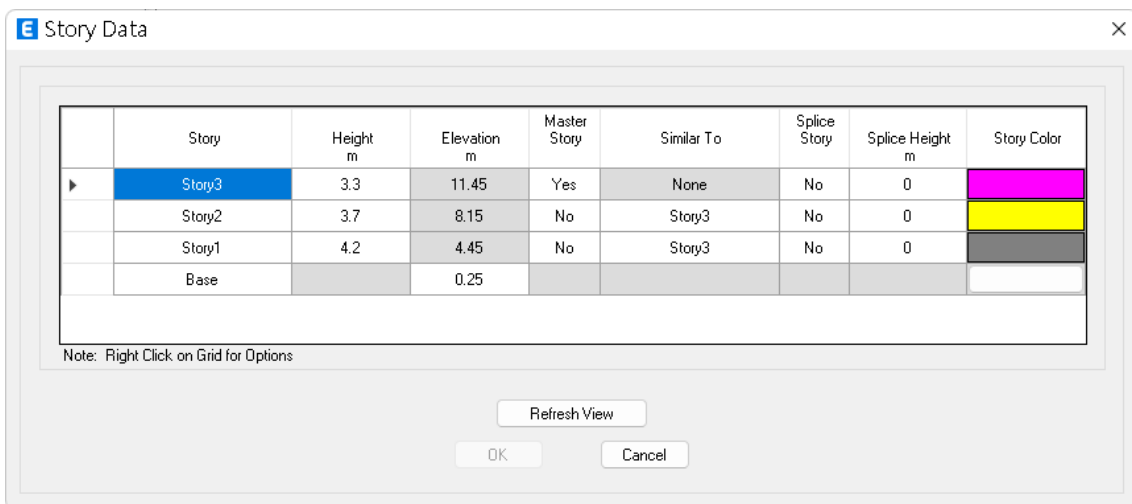 E Story Data
Story Height m Elevation m Master Story Similar To Splice Story Splice Height m Story Color
Story3 3.3 11.45 Yes None No 0
Story2 3.7 8.15 No Story3 No 0
Story1 4.2 4.45 No Story3 No 0
Base 0.25
Note: Right Click on Grid for Options
Refresh View
OK Cancel